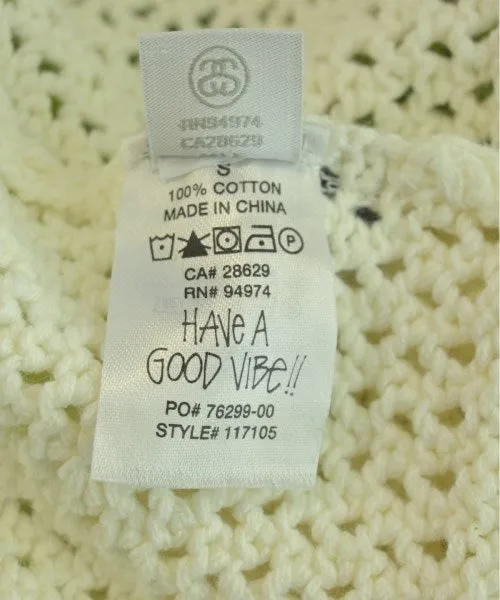 RN94974
CA28629
S
100% COTTON
MADE IN CHINA
P
CA# 28629
RN# 94974
HAVE A
GOOD VIBE!!
PO# 76299-00
STYLE# 117105